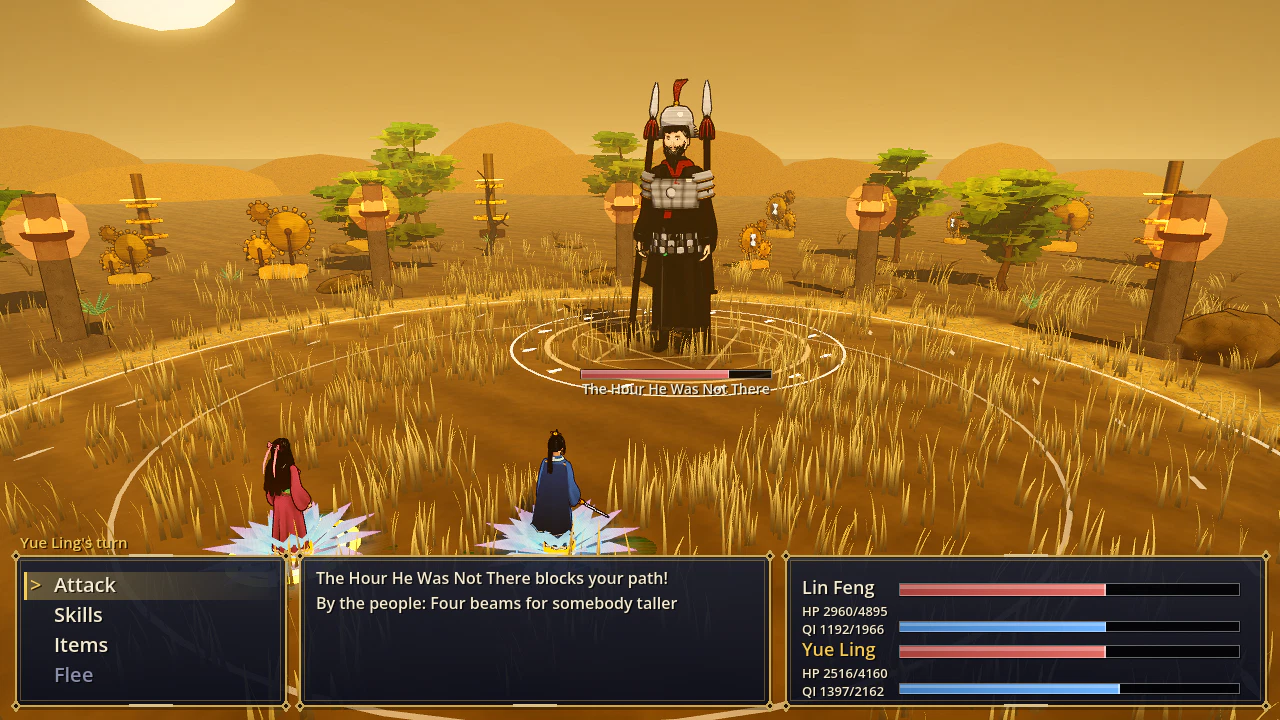 The Hour He Was Not There
Yue Ling's turn
> Attack
Skills
Items
Flee
The Hour He Was Not There blocks your path!
By the people: Four beams for somebody taller
Lin Feng
HP 2960/4895
QI 1192/1966
Yue Ling
HP 2516/4160
QI 1397/2162